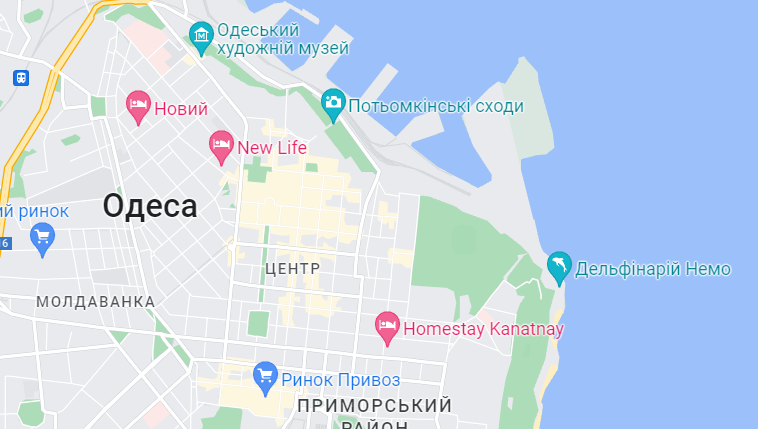 Одеський
художній музей
Потьомкінські сходи
Новий
New Life
Одеса
ий ринок
6
ЦЕНТР
Дельфінарій Немо
МОЛДАВАНКА
Homestay Kanatnay
Ринок Привоз
ПРИМОРСЬКИЙ
РАЙОН